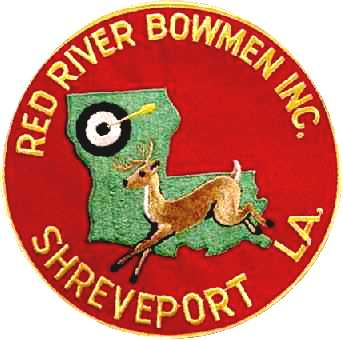 RED RIVER BOWMEN INC.
SHREVEPORT LA.